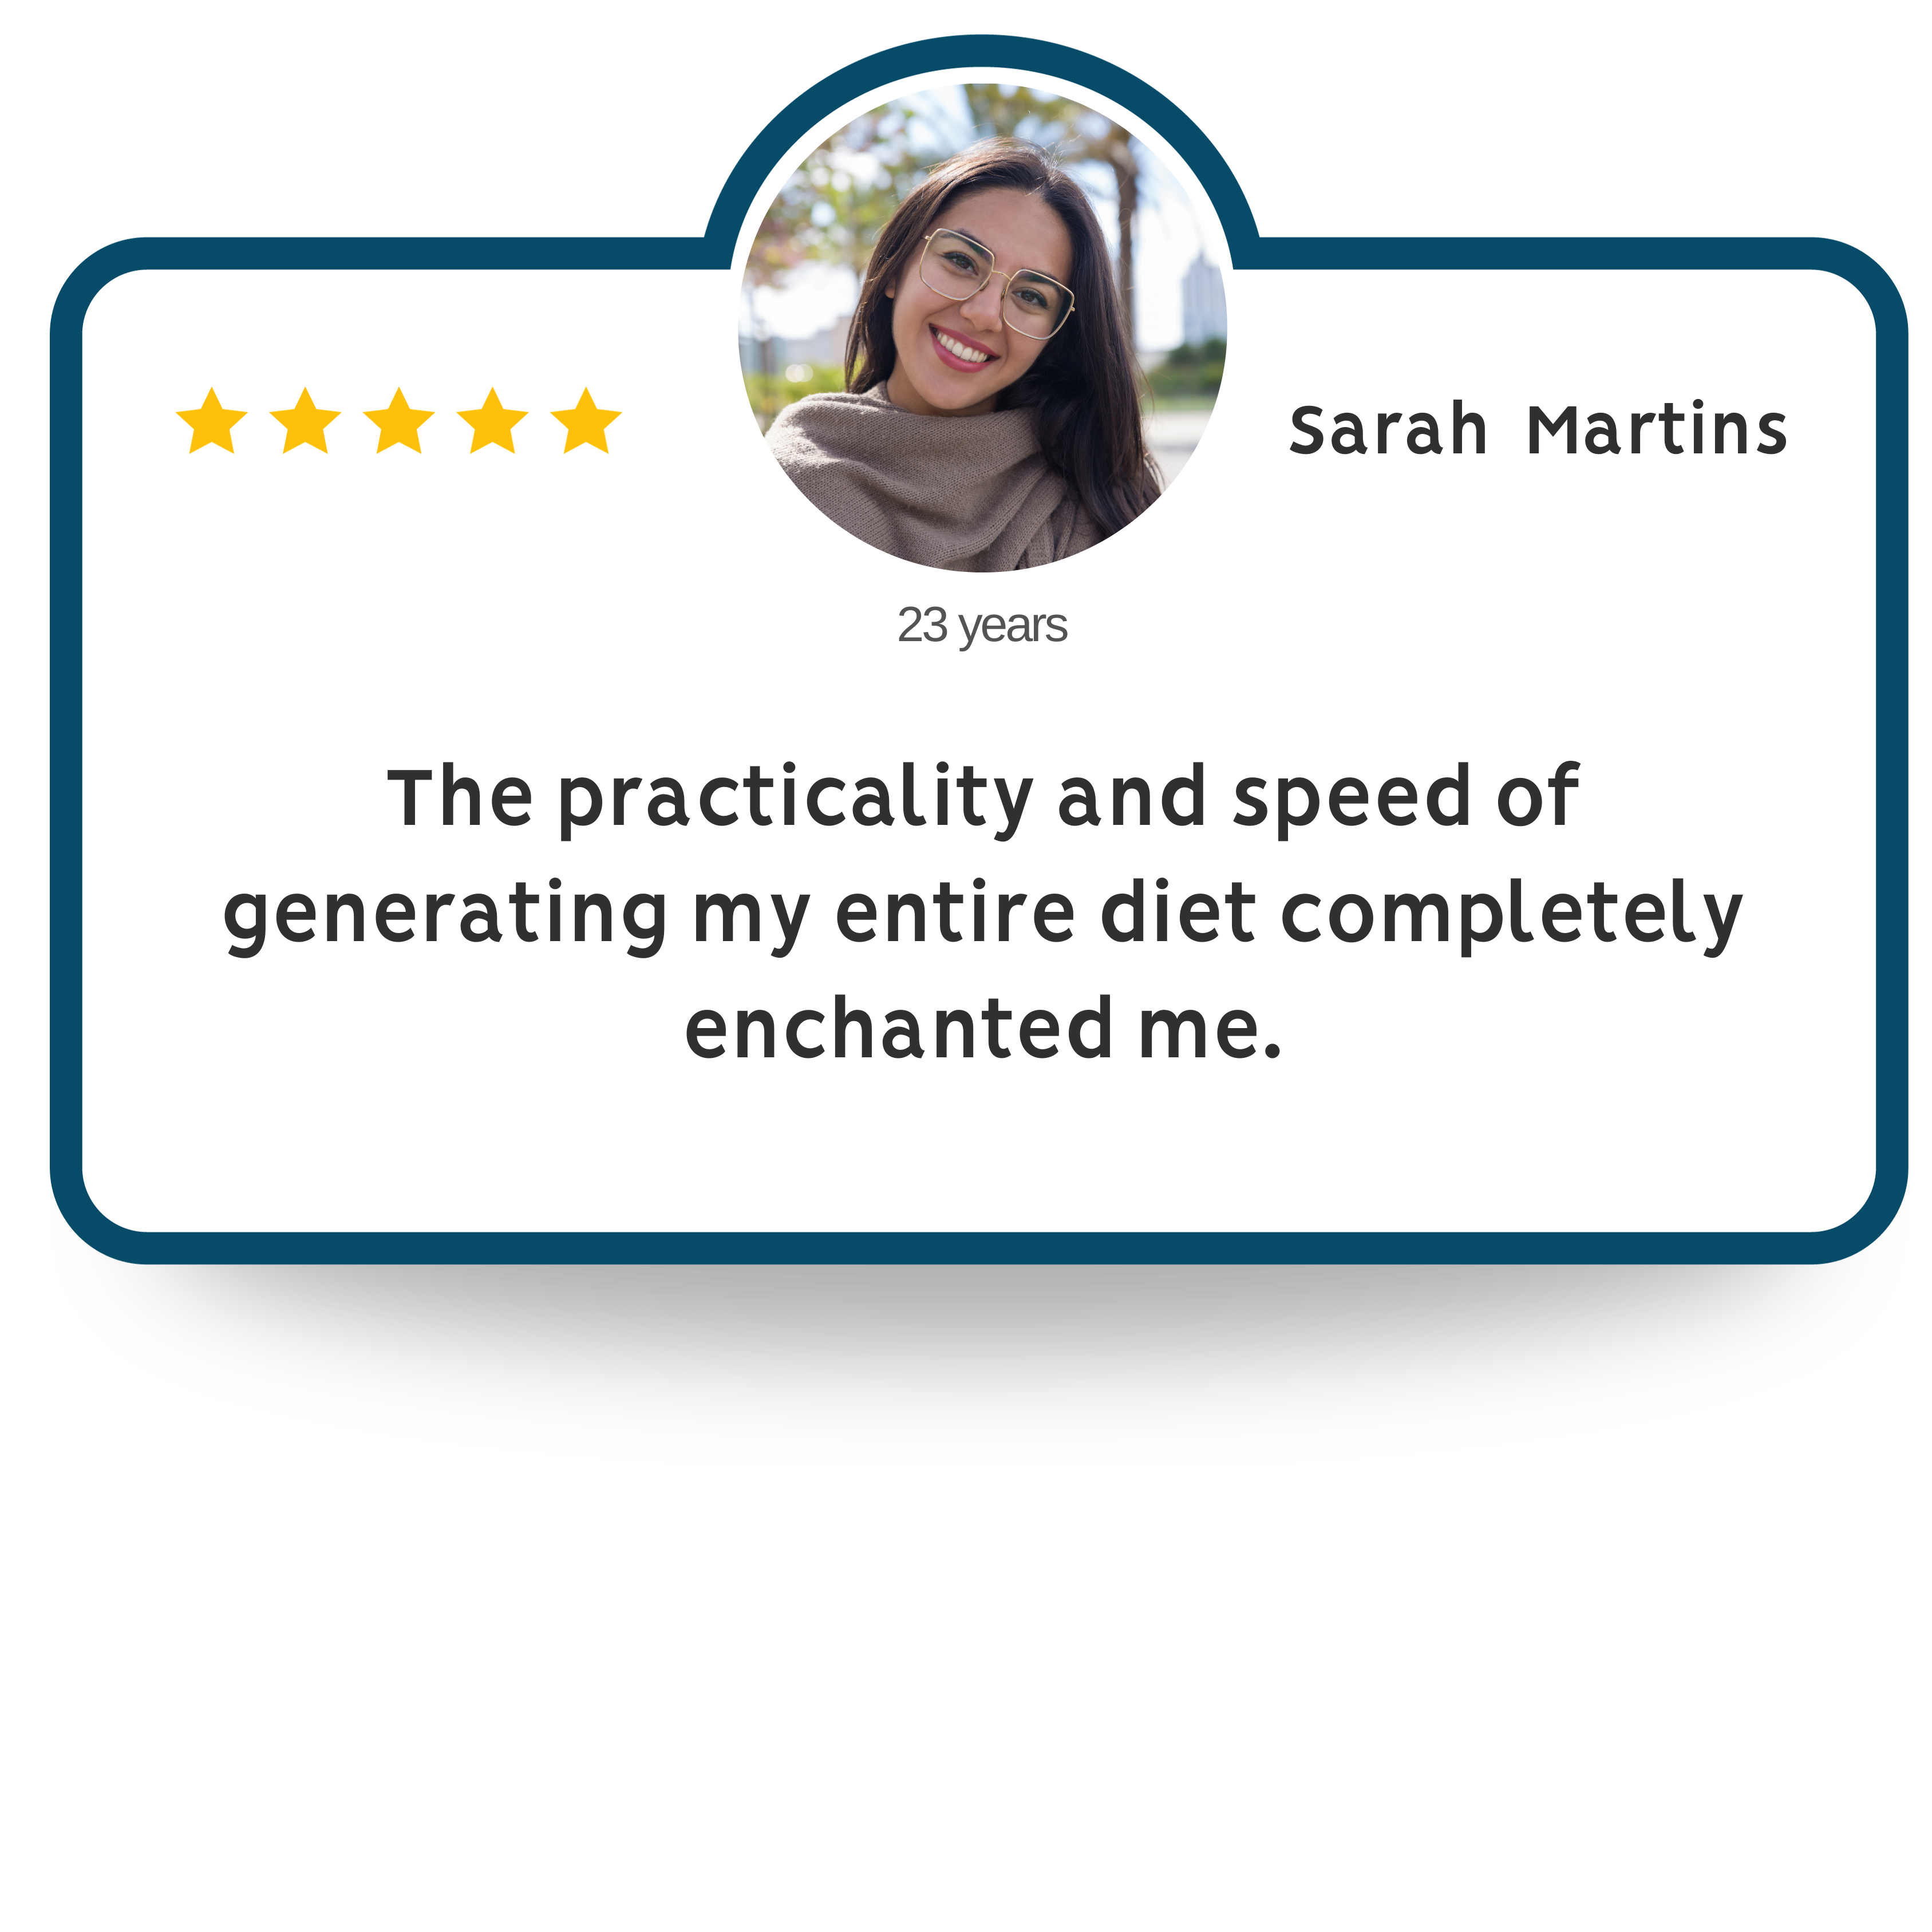 Sarah Martins
23 years
The practicality and speed of
generating my entire diet completely
enchanted me.